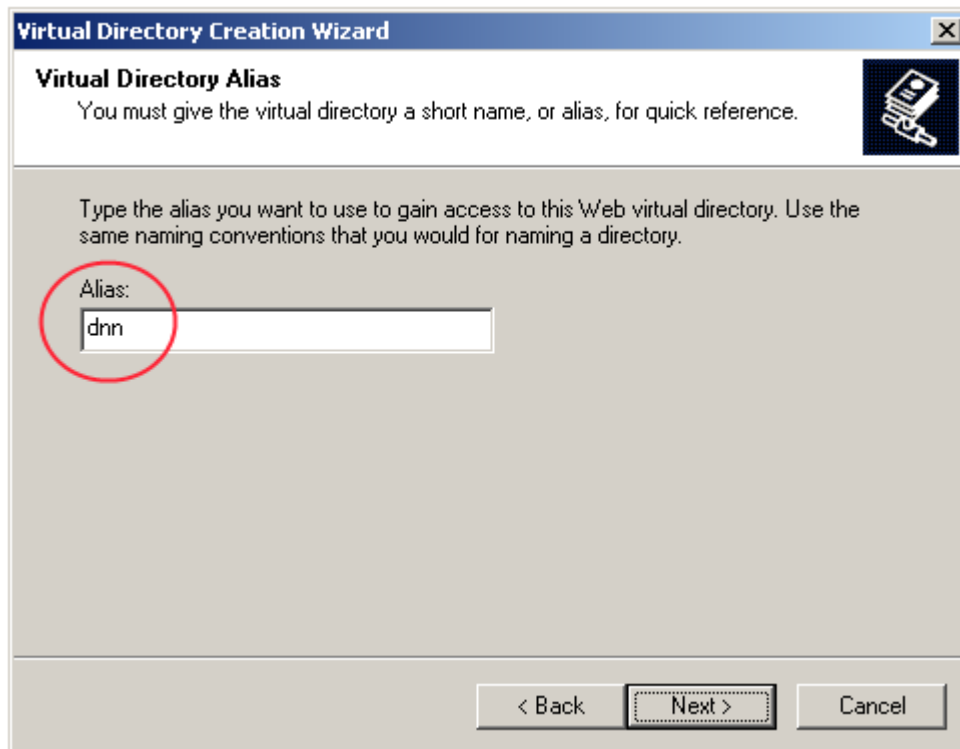 Virtual Directory Creation Wizard
Virtual Directory Alias
You must give the virtual directory a short name, or alias, for quick reference.
Type the alias you want to use to gain access to this Web virtual directory. Use the
same naming conventions that you would for naming a directory.
Alias:
dnn
< Back Next > Cancel